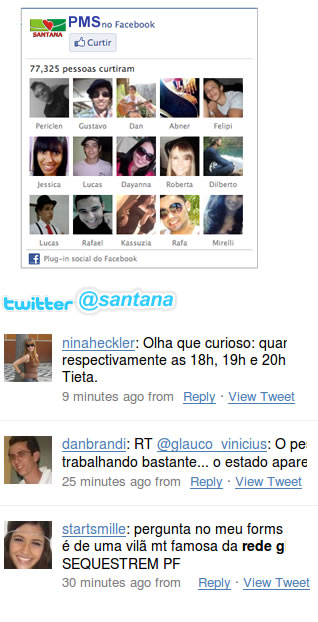 SANTANA
PMS no Facebook
Curtir
77,325 pessoas curtiram
Periclen Gustavo Dan Abner Felipi
Jessica Lucas Dayanna Roberta Dilberto
Lucas Rafael Kassuzia Rafa Mirelli
Plug-in social do Facebook
twitter @santana
ninaheckler: Olha que curioso: quar
respectivamente as 18h, 19h e 20h
Tieta.
9 minutes ago from Reply · View Tweet
danbrandi: RT @glauco_vinicius: O pes
trabalhando bastante... o estado apare
25 minutes ago from Reply · View Tweet
startsmille: pergunta no meu forms
é de uma vilã mt famosa da rede g
SEQUESTREM PF
30 minutes ago from Reply · View Tweet